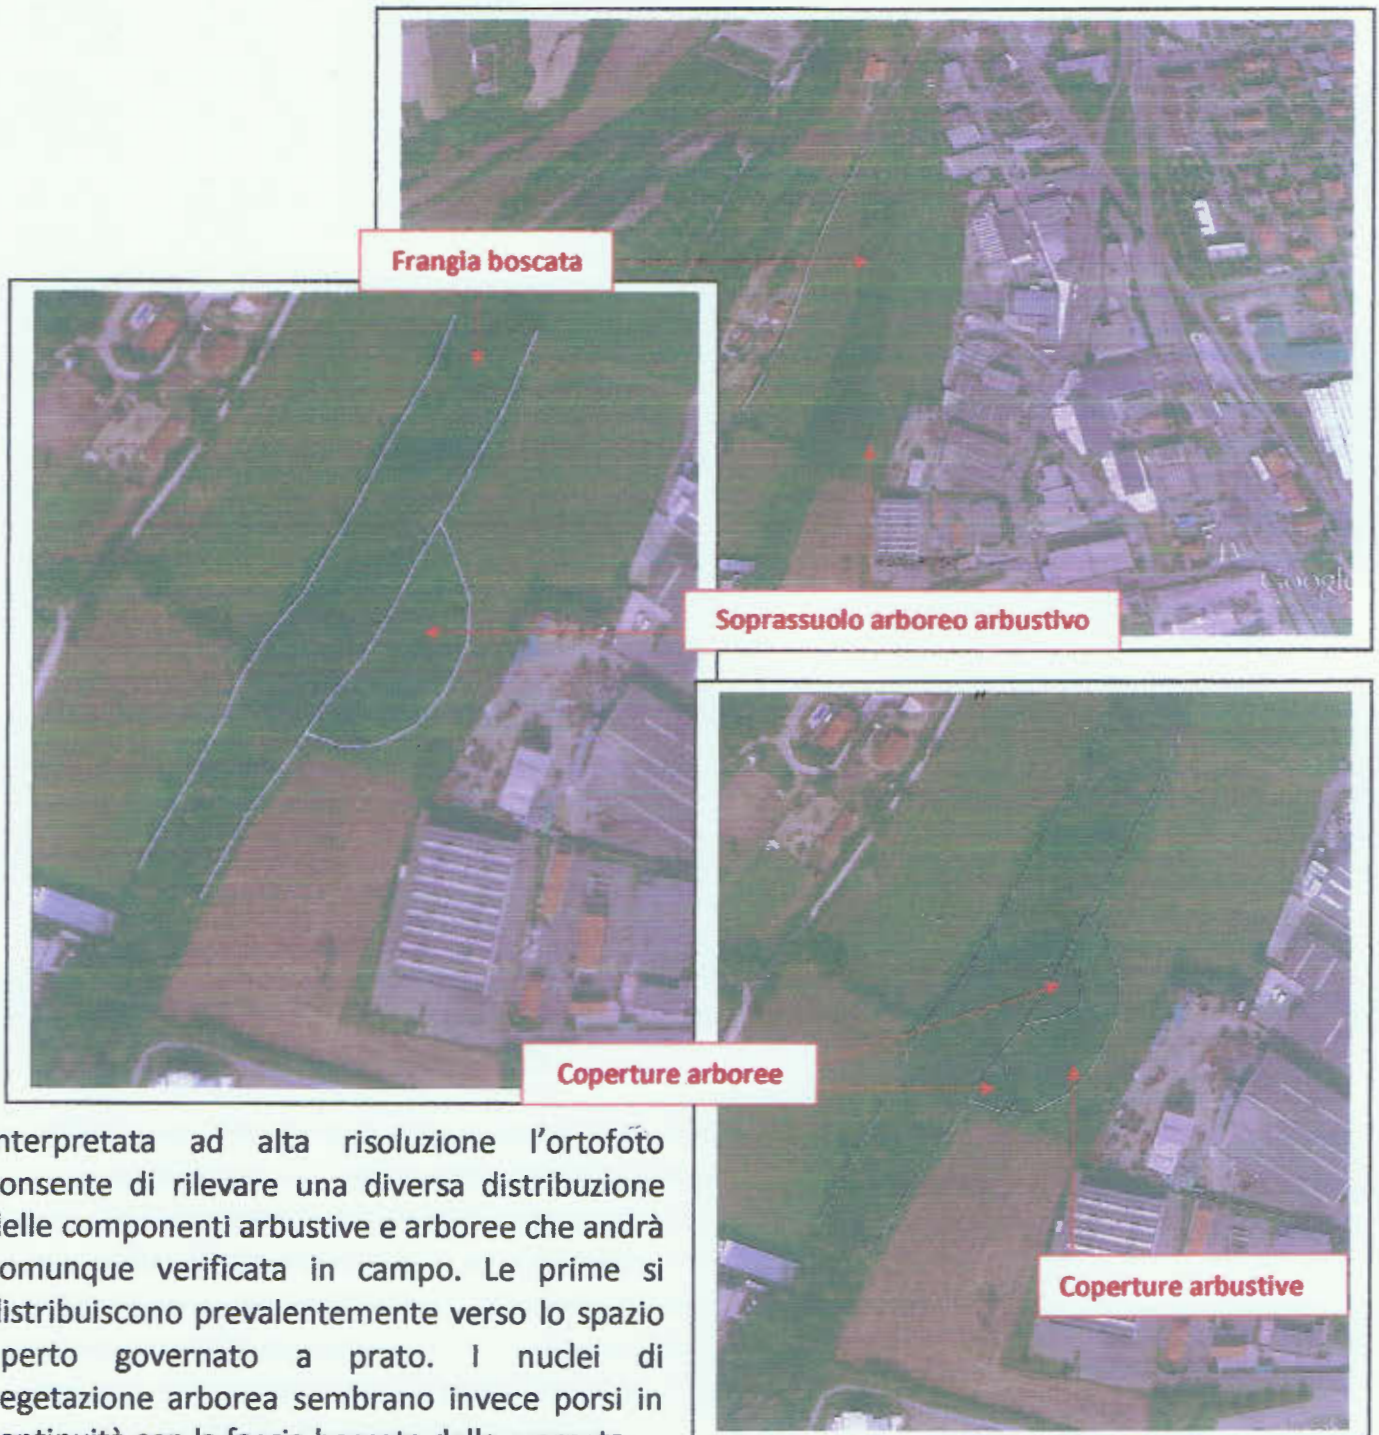 Frangia boscata
Google
Soprassuolo arboreo arbustivo
Coperture arboree
Coperture arbustive
nterpretata ad alta risoluzione l'ortofoto
onsente di rilevare una diversa distribuzione
delle componenti arbustive e arboree che andrà
omunque verificata in campo. Le prime si
distribuiscono prevalentemente verso lo spazio
perto governato a prato. I nuclei di
egetazione arborea sembrano invece porsi in